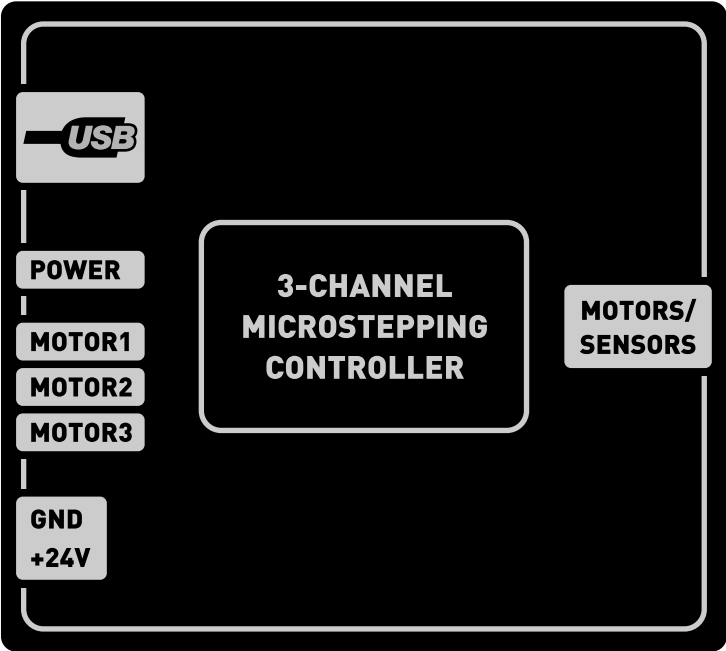 USB
POWER
3-CHANNEL
MICROSTEPPING
CONTROLLER
MOTORS/
SENSORS
MOTOR1
MOTOR2
MOTOR3
GND
+24V